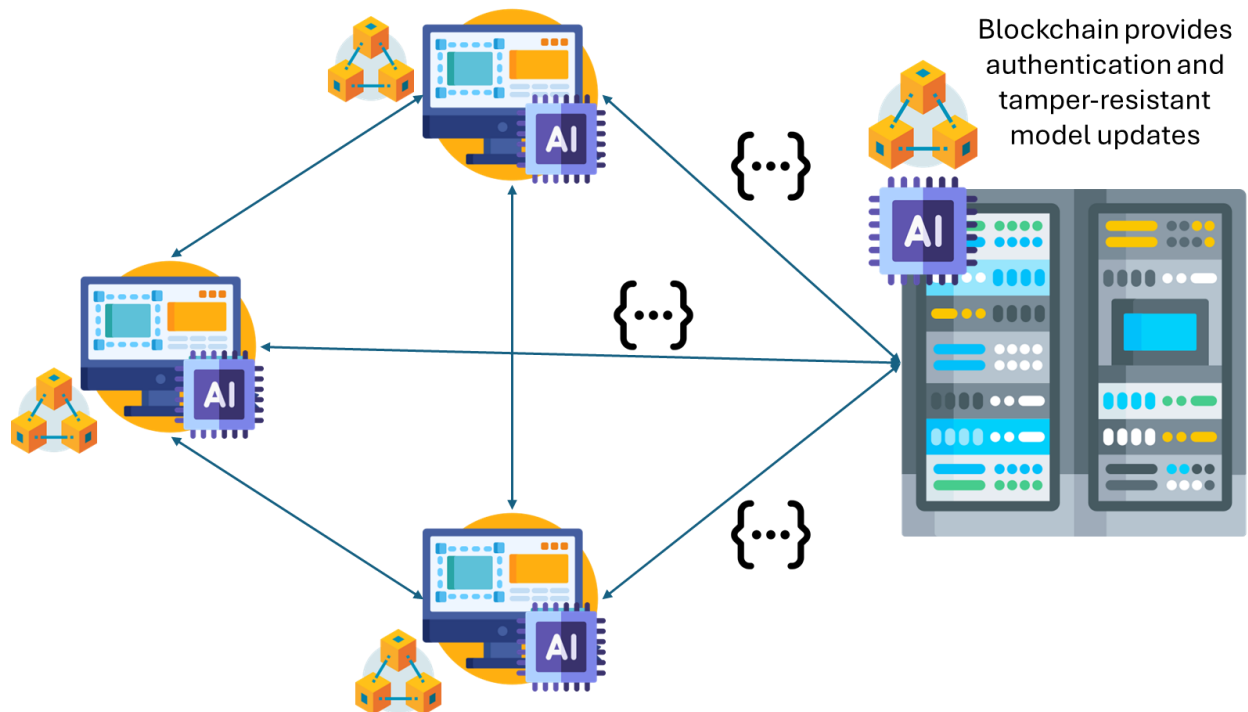 Blockchain provides
authentication and
tamper-resistant
model updates
AI
{...}
AI
{...}
AI
{...}
AI